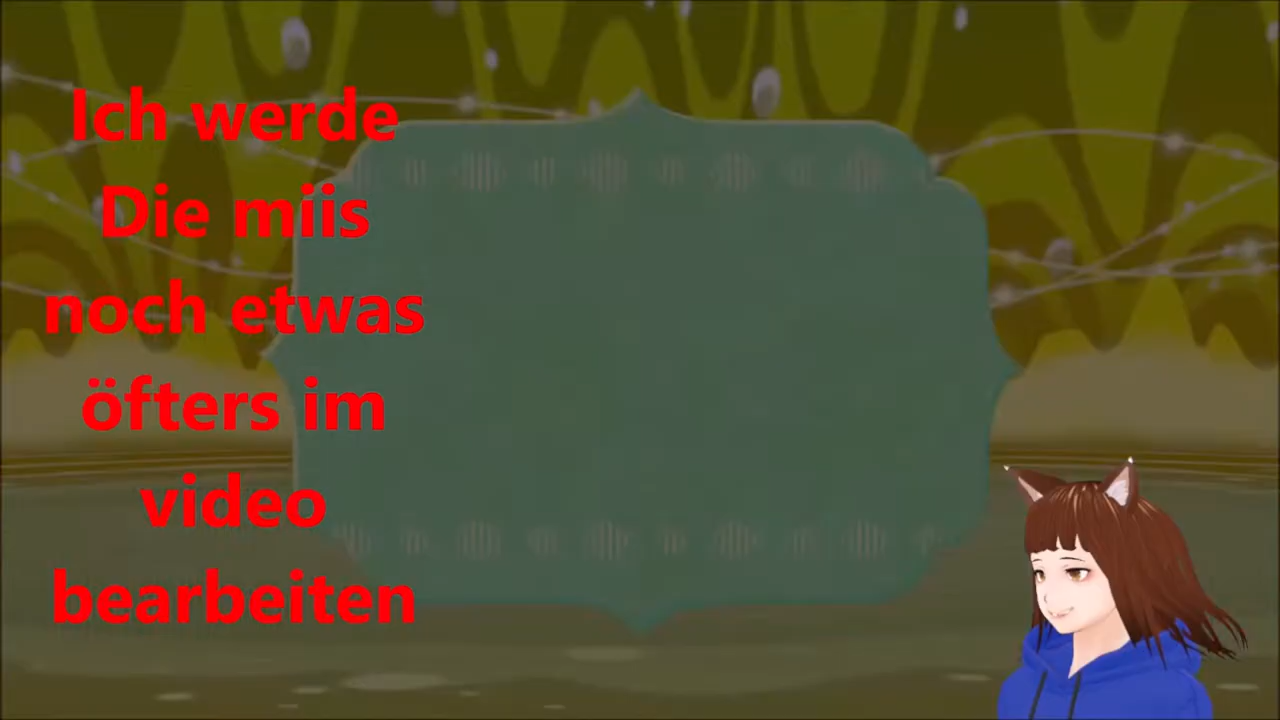 Ich werde
Die miis
noch etwas
öfters im
video
bearbeiten